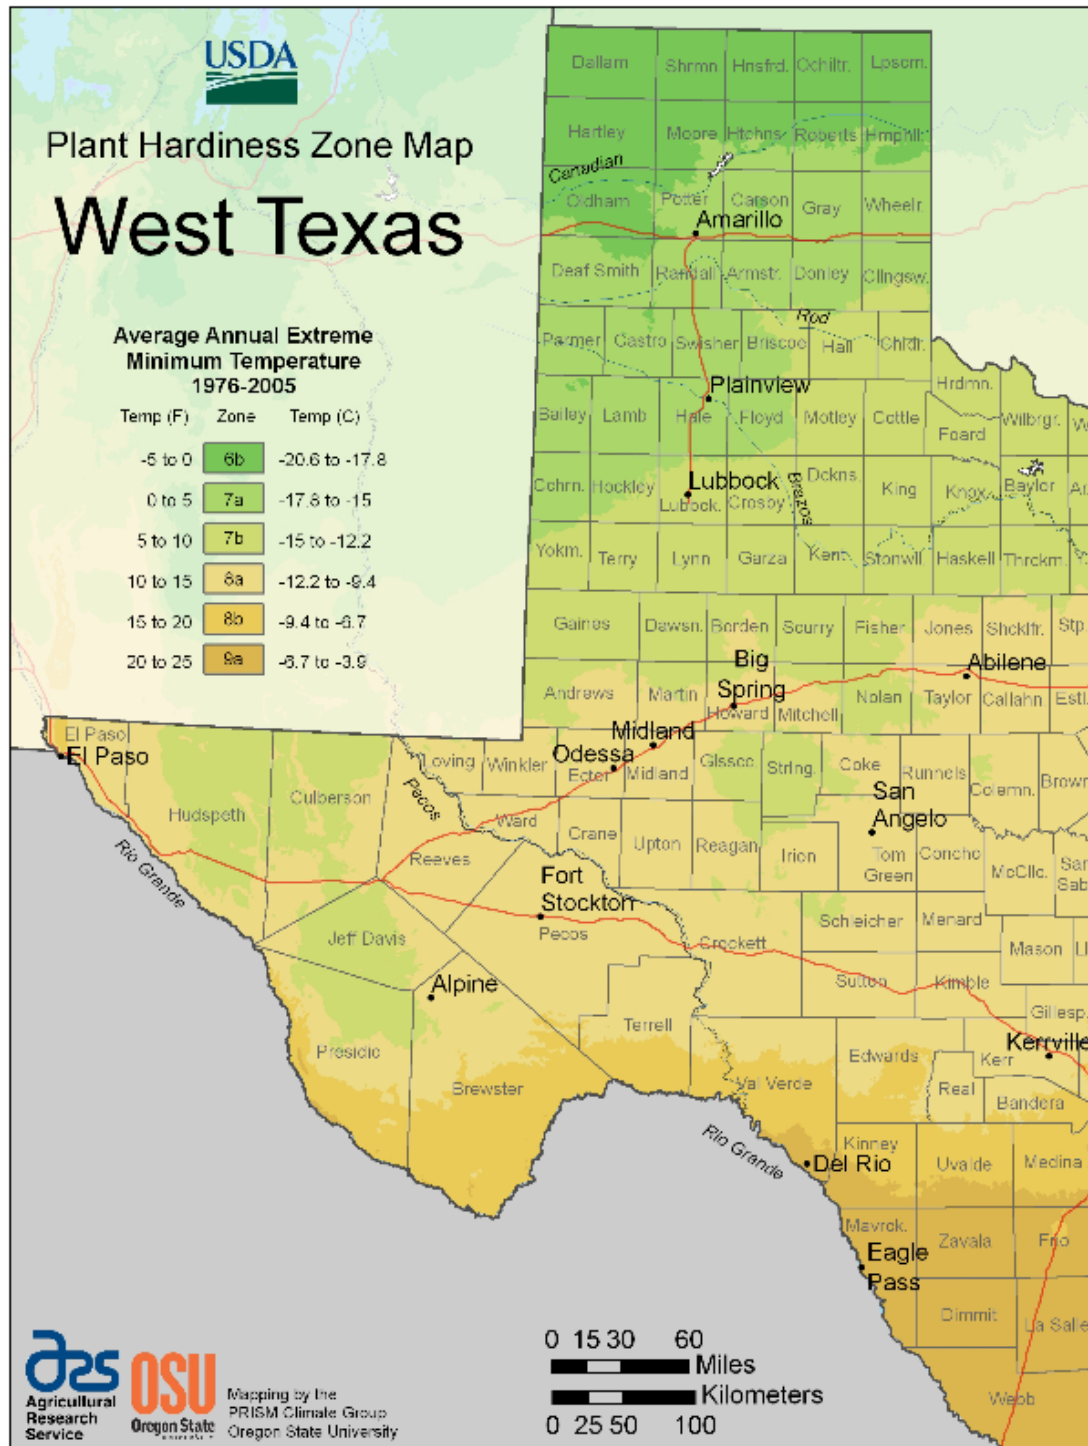 USDA
Plant Hardiness Zone Map
West Texas
Average Annual Extreme
Minimum Temperature
1976-2005
Temp (F) Zone Temp (C)
-5 to 0 6b -20.6 to -17.8
0 to 5 7a -17.8 to -15
5 to 10 7b -15 to -12.2
10 to 15 8a -12.2 to -9.4
15 to 20 8b -9.4 to -6.7
20 to 25 9a -6.7 to -3.9
Dallam Shrmn. Hnsfrd. Ochiltr. Lpscm.
Hartley Moore Htchns. Roberts Hmphll.
Canadian
Oldham Potter Carson Gray Wheelr.
Amarillo
Deaf Smith Randall Armstr. Donley Cllngsw.
Red
Parmer Castro Swisher Briscoe Hall Chldr.
Plainview
Hrdmn.
Bailey Lamb Hale Floyd Motley Cottle
Foard Wilbrgr.
Lubbock
Cchrn. Hockley Lubbock. Crosby Dckns. King Knox Baylor
Brazos
Yokm. Terry Lynn Garza Kent Stonwll. Haskell Thrckm.
Gaines Dawsn. Borden Scurry Fisher Jones Shcklfr. Stp.
Big
Spring
Abilene
Andrews Martin Howard Mitchell Nolan Taylor Callahn. Estl.
Midland
Odessa
El Paso
El Paso
Loving Winkler Ecter Midland Glsscc. Strlng. Coke Runnels Colemn. Brown
San
Angelo
Hudspeth Culberson Pacos
Ward Crane Upton Reagan Irion Tom
Green Concho McCllc. San
Sab
Reeves
Rio Grande
Fort
Stockton
Pecos Crockett Schleicher Menard Mason
Jeff Davis
Alpine
Sutton Kimble
Gillesp.
Presidio Terrell Edwards Kerr
Kerrville
Brewster Val Verde Real Bandera
Rio Grande
Kinney Uvalde Medina
Del Rio
Mavrck. Zavala Frio
Eagle
Pass
Dimmit La Salle
Webb
0 15 30 60
Miles
Kilometers
0 25 50 100
ars
Agricultural
Research
Service
OSU
Oregon State
Mapping by the
PRISM Climate Group
Oregon State University